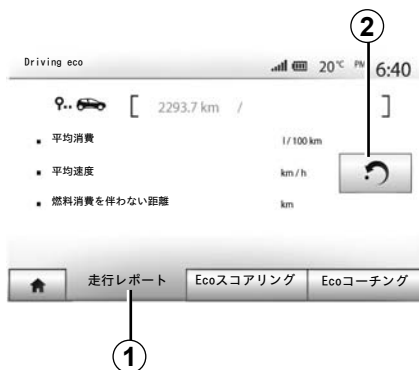 2
Driving eco 20℃ PM 6:40
[ 2293.7 km / ]
平均消費 l/100 km
平均速度 km/h
燃料消費を伴わない距離 km
走行レポート Ecoスコアリング Ecoコーチング
1